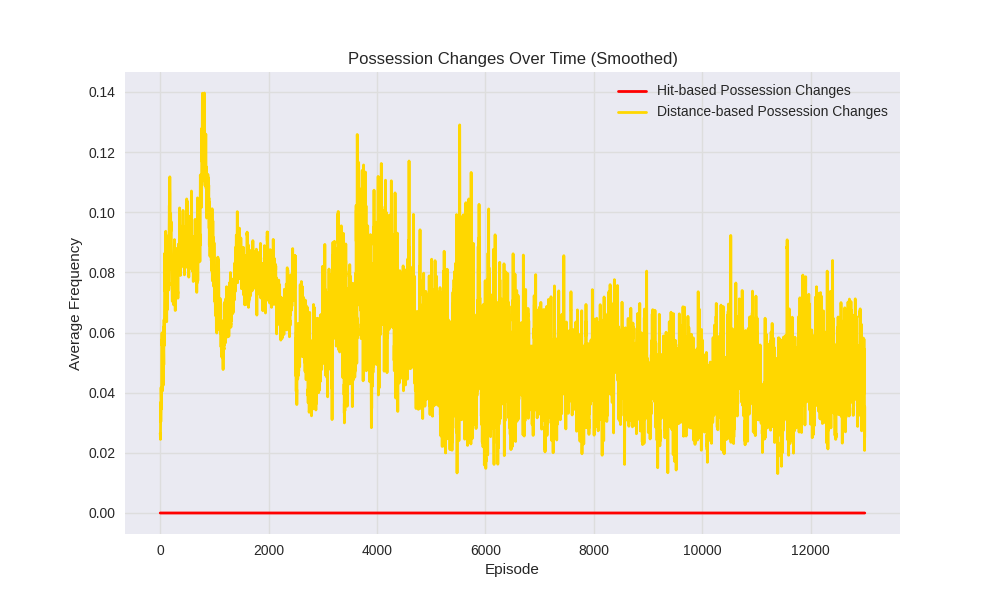 Possession Changes Over Time (Smoothed)
Hit-based Possession Changes
Distance-based Possession Changes
Average Frequency
0.14
0.12
0.10
0.08
0.06
0.04
0.02
0.00
0 2000 4000 6000 8000 10000 12000
Episode